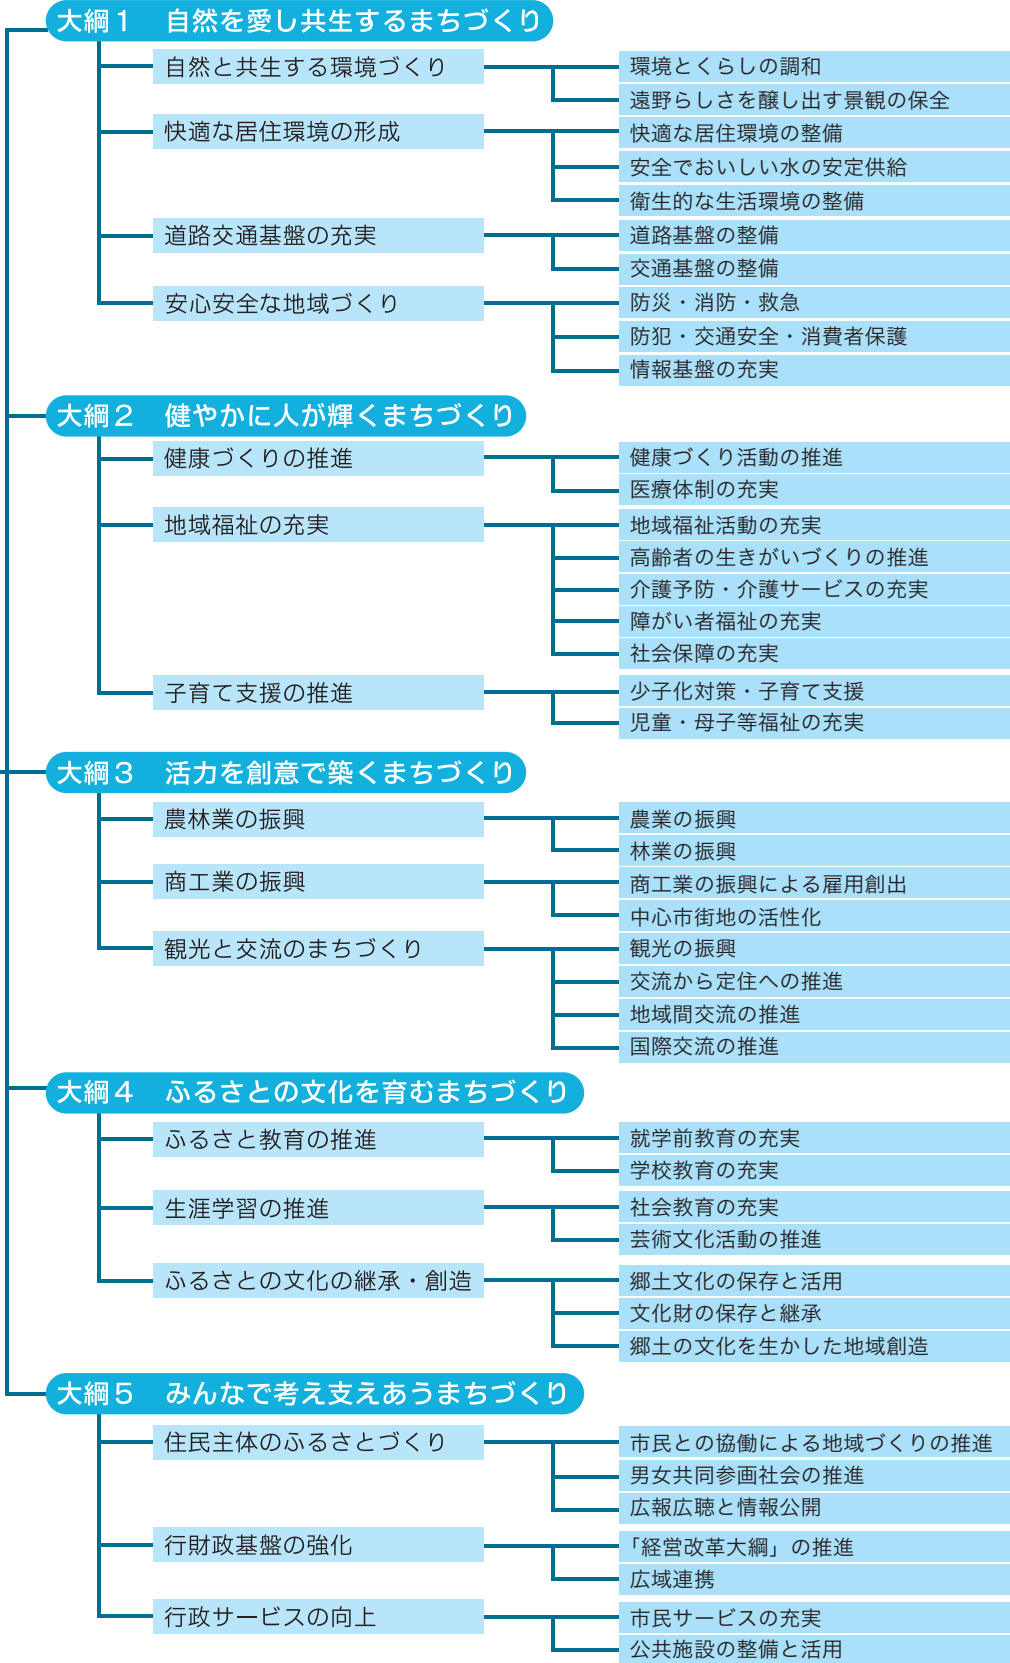 大綱1　自然を愛し共生するまちづくり
自然と共生する環境づくり
環境とくらしの調和
遠野らしさを醸し出す景観の保全
快適な居住環境の形成
快適な居住環境の整備
安全でおいしい水の安定供給
衛生的な生活環境の整備
道路交通基盤の充実
道路基盤の整備
交通基盤の整備
安心安全な地域づくり
防災・消防・救急
防犯・交通安全・消費者保護
情報基盤の充実
大綱2　健やかに人が輝くまちづくり
健康づくりの推進
健康づくり活動の推進
医療体制の充実
地域福祉の充実
地域福祉活動の充実
高齢者の生きがいづくりの推進
介護予防・介護サービスの充実
障がい者福祉の充実
社会保障の充実
子育て支援の推進
少子化対策・子育て支援
児童・母子等福祉の充実
大綱3　活力を創意で築くまちづくり
農林業の振興
農業の振興
林業の振興
商工業の振興
商工業の振興による雇用創出
中心市街地の活性化
観光と交流のまちづくり
観光の振興
交流から定住への推進
地域間交流の推進
国際交流の推進
大綱4　ふるさとの文化を育むまちづくり
ふるさと教育の推進
就学前教育の充実
学校教育の充実
生涯学習の推進
社会教育の充実
芸術文化活動の推進
ふるさとの文化の継承・創造
郷土文化の保存と活用
文化財の保存と継承
郷土の文化を生かした地域創造
大綱5　みんなで考え支えあうまちづくり
住民主体のふるさとづくり
市民との協働による地域づくりの推進
男女共同参画社会の推進
広報広聴と情報公開
行財政基盤の強化
「経営改革大綱」の推進
広域連携
行政サービスの向上
市民サービスの充実
公共施設の整備と活用